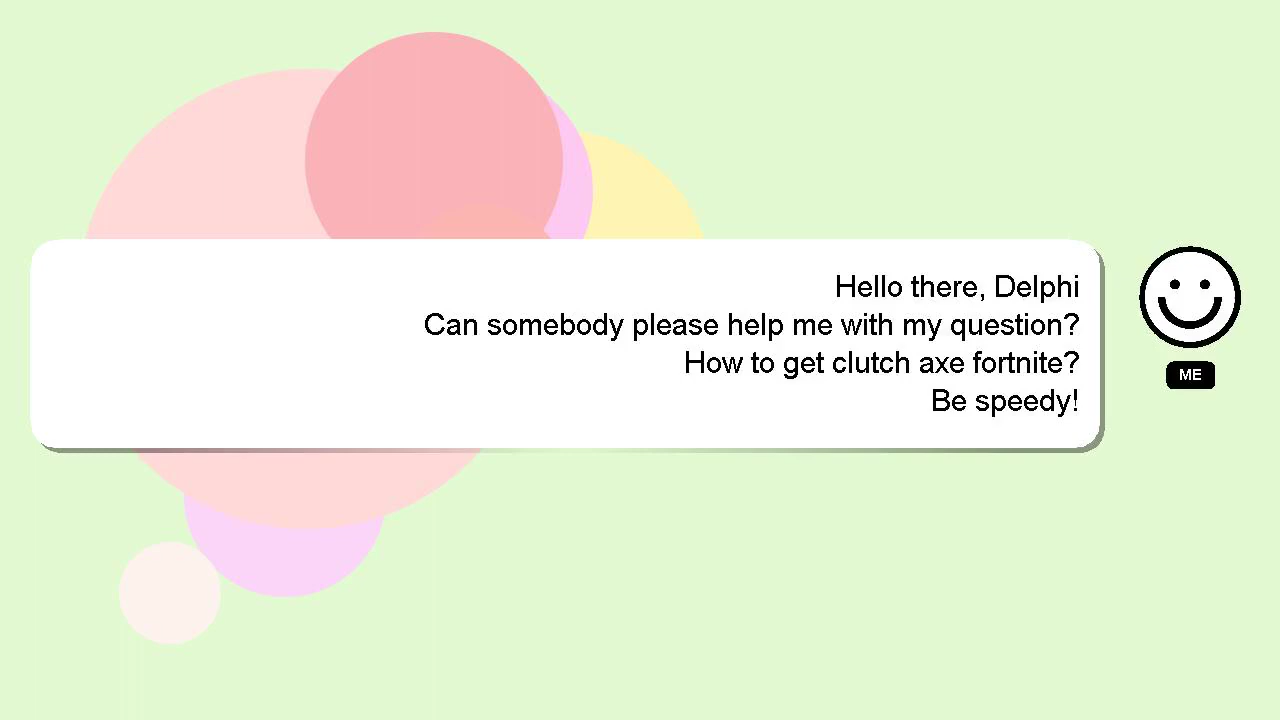 Hello there, Delphi
Can somebody please help me with my question?
How to get clutch axe fortnite?
Be speedy!
ME